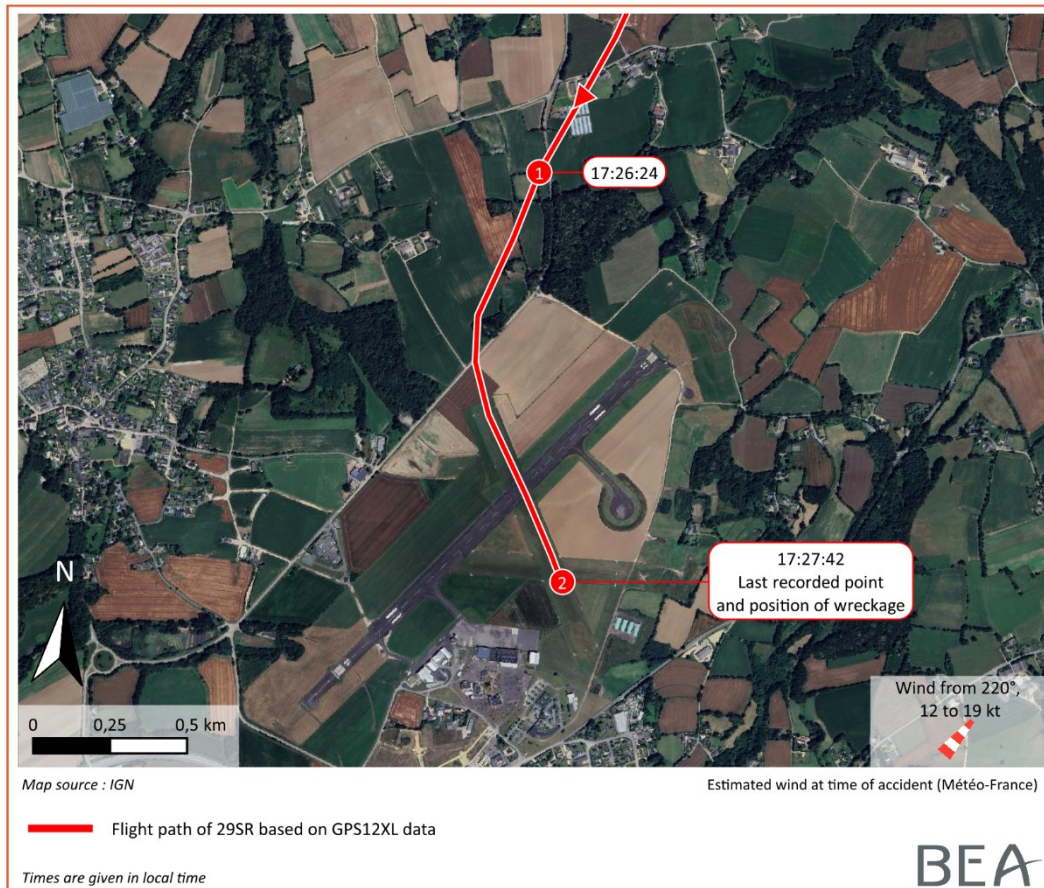 1
17:26:24
2
17:27:42
Last recorded point
and position of wreckage
N
0
0,25
0,5 km
Wind from 220°,
12 to 19 kt
Map source : IGN
Estimated wind at time of accident (Météo-France)
Flight path of 29SR based on GPS12XL data
Times are given in local time
BEA